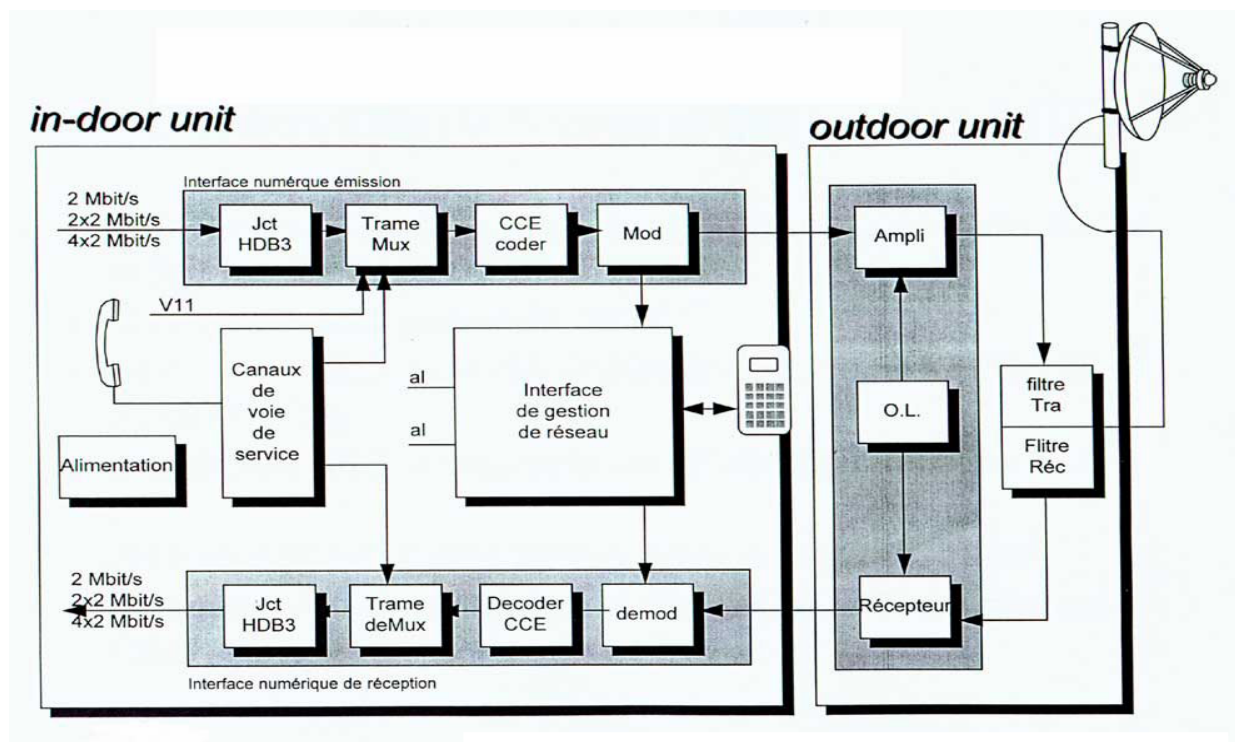 in-door unit
outdoor unit
Interface numérque émission
2 Mbit/s
2x2 Mbit/s
4x2 Mbit/s
Jct
HDB3
Trame
Mux
CCE
coder
Mod
Ampli
V11
Canaux
de
voie
de
service
al
al
Interface
de gestion
de réseau
O.L.
filtre
Tra
Flitre
Réc
Alimentation
2 Mbit/s
2x2 Mbit/s
4x2 Mbit/s
Jct
HDB3
Trame
deMux
Decoder
CCE
demod
Récepteur
Interface numérique de réception